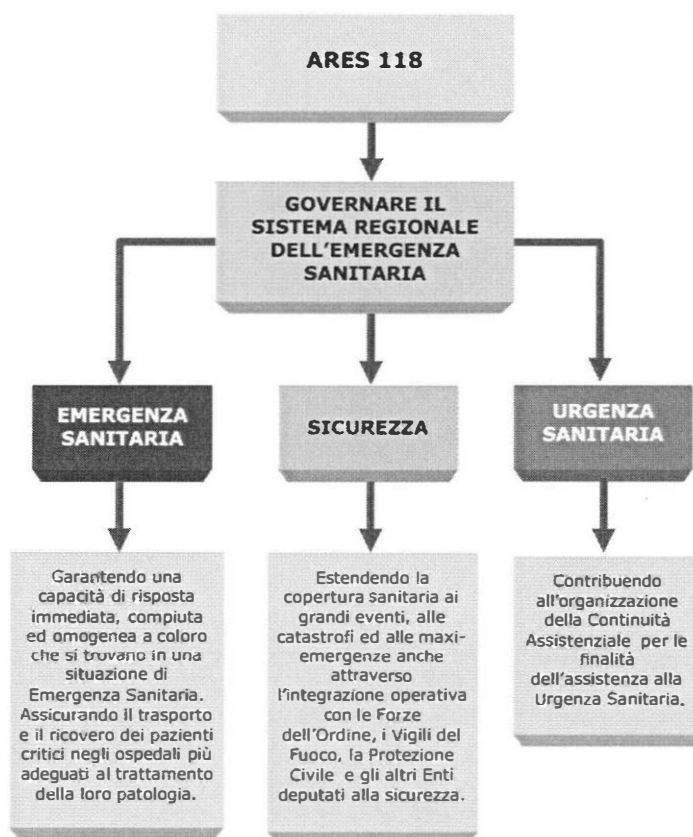 ARES 118
GOVERNARE IL
SISTEMA REGIONALE
DELL'EMERGENZA
SANITARIA
EMERGENZA
SANITARIA
SICUREZZA
URGENZA
SANITARIA
Garantendo una
capacità di risposta
immediata, compiuta
ed omogenea a coloro
che si trovano in una
situazione di
Emergenza Sanitaria.
Assicurando il trasporto
e il ricovero dei pazienti
critici negli ospedali più
adeguati al trattamento
della loro patologia.
Estendendo la
copertura sanitaria ai
grandi eventi, alle
catastrofi ed alle maxi-
emergenze anche
attraverso
l'integrazione operativa
con le Forze
dell'Ordine, i Vigili del
Fuoco, la Protezione
Civile e gli altri Enti
deputati alla sicurezza.
Contribuendo
all'organizzazione
della Continuità
Assistenziale per le
finalità
dell'assistenza alla
Urgenza Sanitaria.